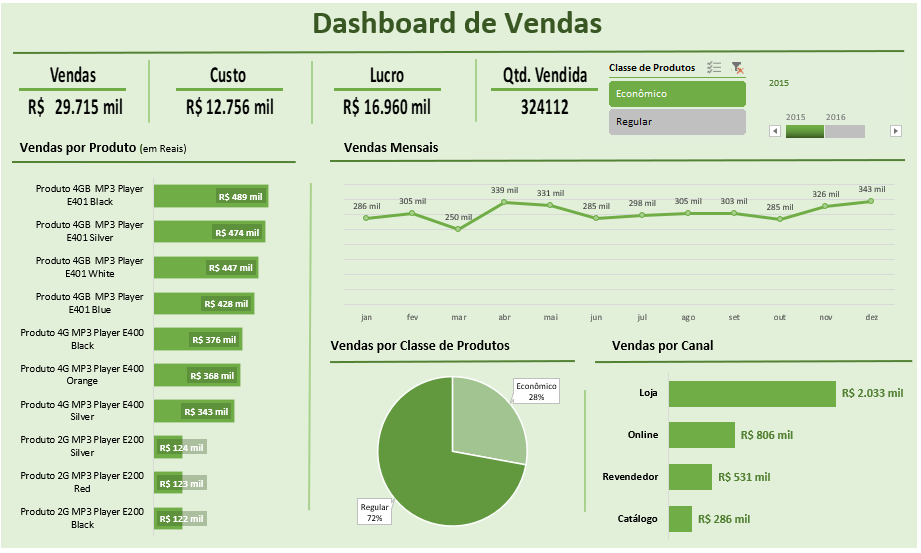 Dashboard de Vendas
Vendas
R$ 29.715 mil
Custo
R$ 12.756 mil
Lucro
R$ 16.960 mil
Qtd. Vendida
324112
Classe de Produtos
Econômico
Regular
2015
2015 2016
Vendas por Produto (em Reais)
Produto 4GB MP3 Player
E401 Black
R$ 489 mil
Produto 4GB MP3 Player
E401 Silver
R$ 474 mil
Produto 4GB MP3 Player
E401 White
R$ 447 mil
Produto 4GB MP3 Player
E401 Blue
R$ 428 mil
Produto 4G MP3 Player E400
Black
R$ 376 mil
Produto 4G MP3 Player E400
Orange
R$ 368 mil
Produto 4G MP3 Player E400
Silver
R$ 343 mil
Produto 2G MP3 Player E200
Silver
R$ 124 mil
Produto 2G MP3 Player E200
Red
R$ 123 mil
Produto 2G MP3 Player E200
Black
R$ 122 mil
Vendas Mensais
286 mil 305 mil 250 mil 339 mil 331 mil 285 mil 298 mil 305 mil 303 mil 285 mil 326 mil 343 mil
jan fev mar abr mai jun jul ago set out nov dez
Vendas por Classe de Produtos
Econômico
28%
Regular
72%
Vendas por Canal
Loja R$ 2.033 mil
Online R$ 806 mil
Revendedor R$ 531 mil
Catálogo R$ 286 mil